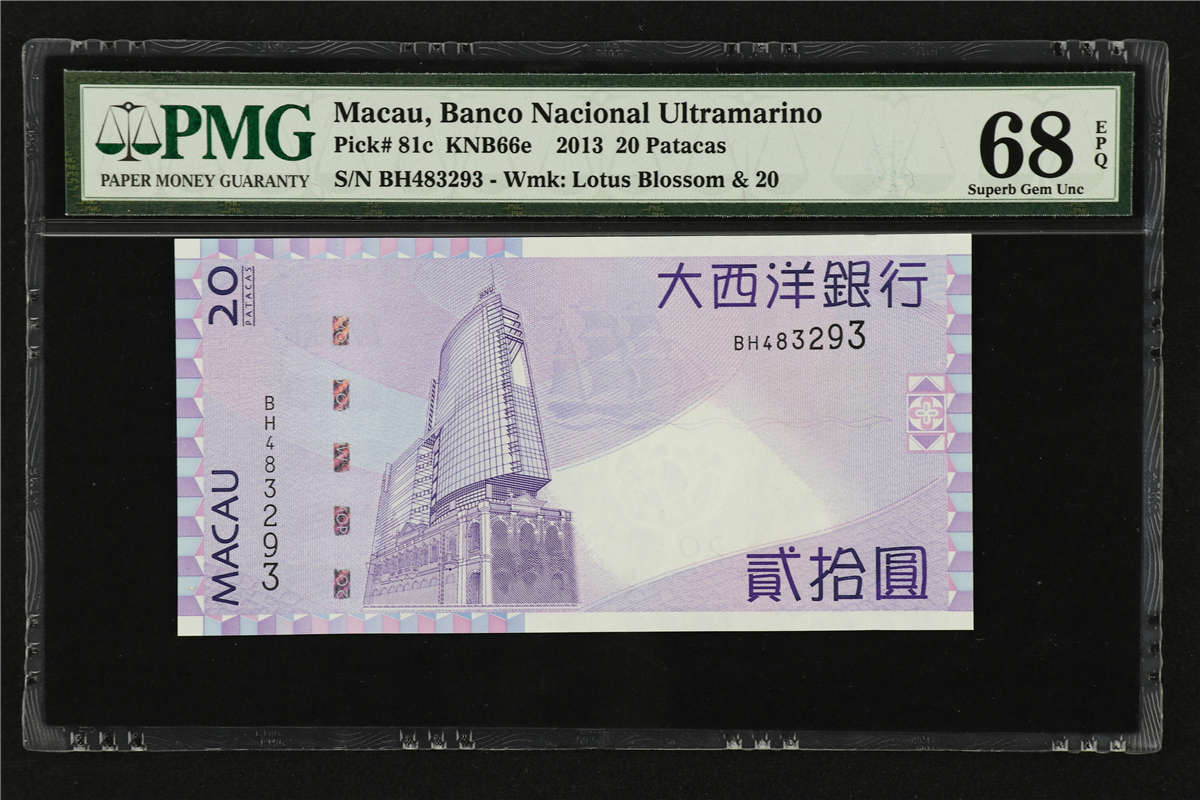 PMG
PAPER MONEY GUARANTY
Macau, Banco Nacional Ultramarino
Pick# 81c KNB66e 2013 20 Patacas
S/N BH483293 - Wmk: Lotus Blossom & 20
68
EPQ
Superb Gem Unc
20
PATACAS
MACAU
BH483293
BNU
大西洋銀行
BH483293
貳拾圓